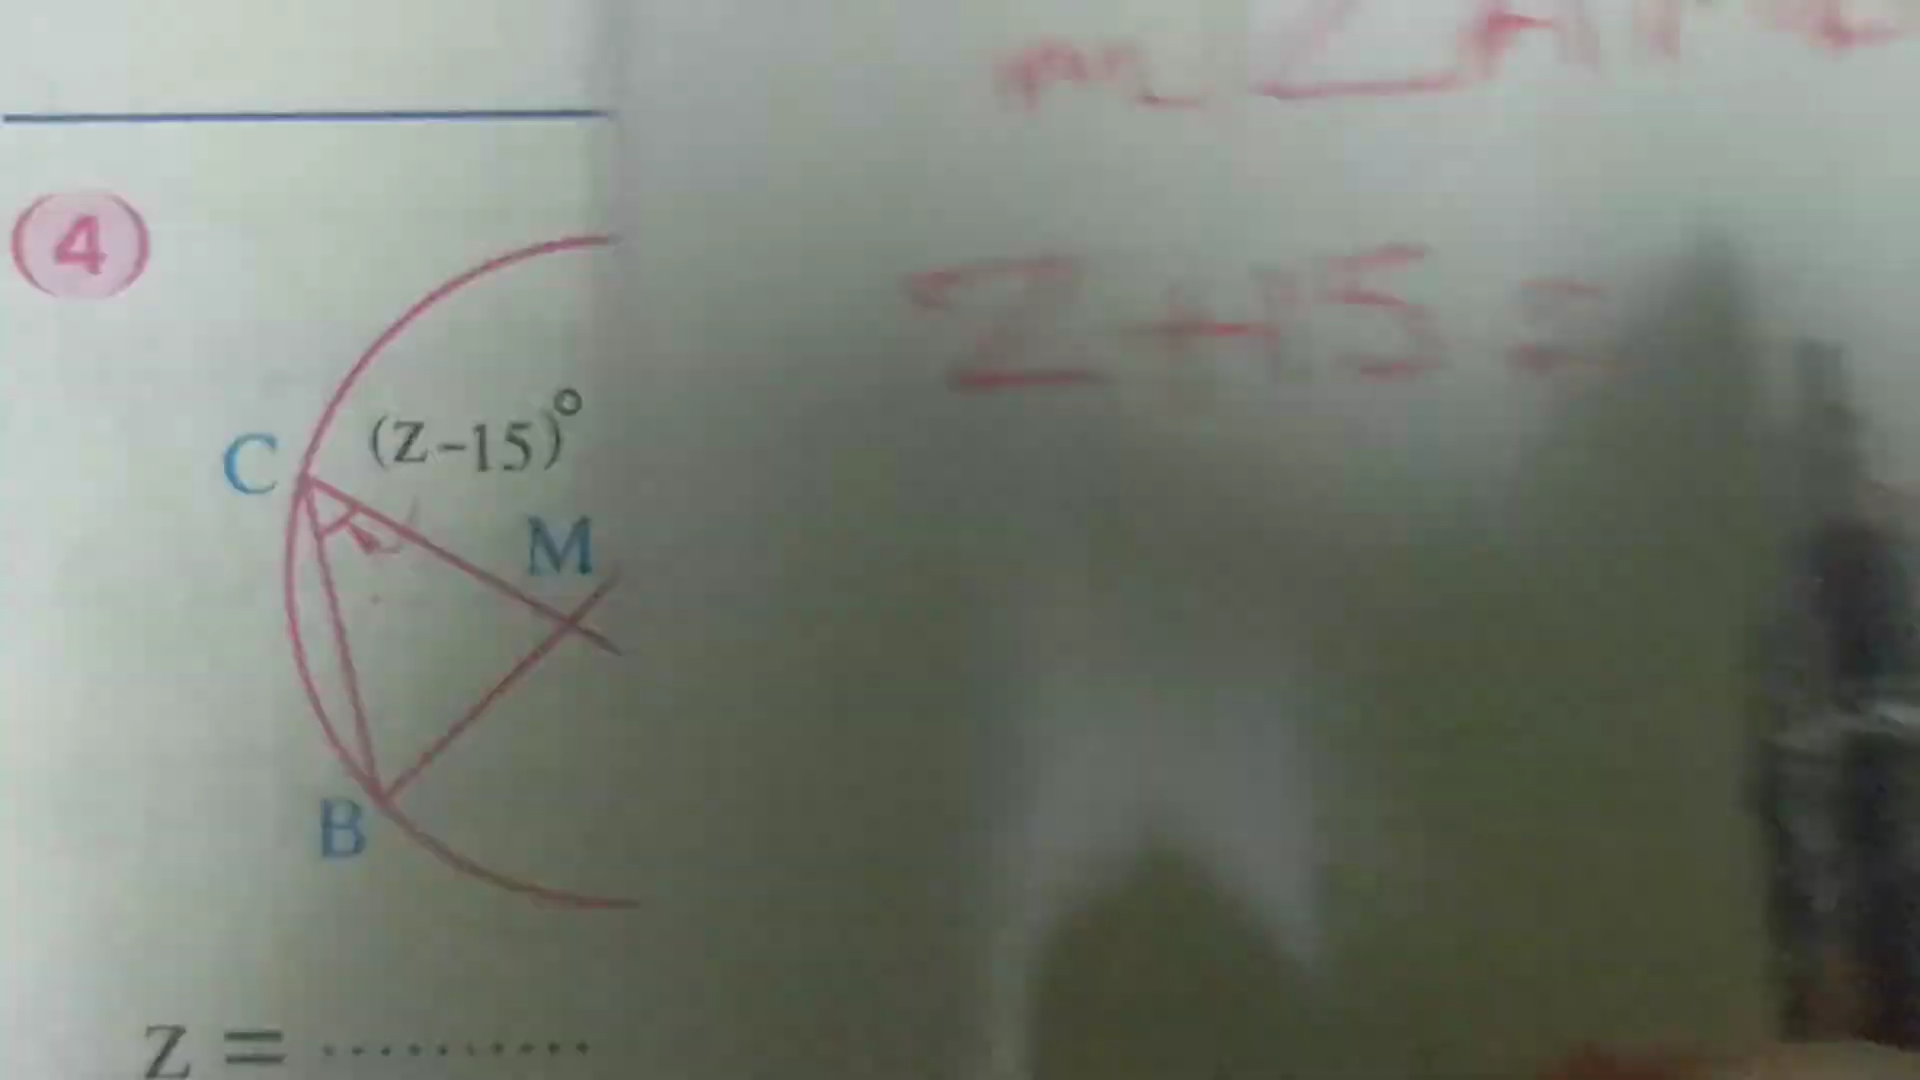 4
(Z-15)°
C
M
B
Z = ..........
Z+15 =